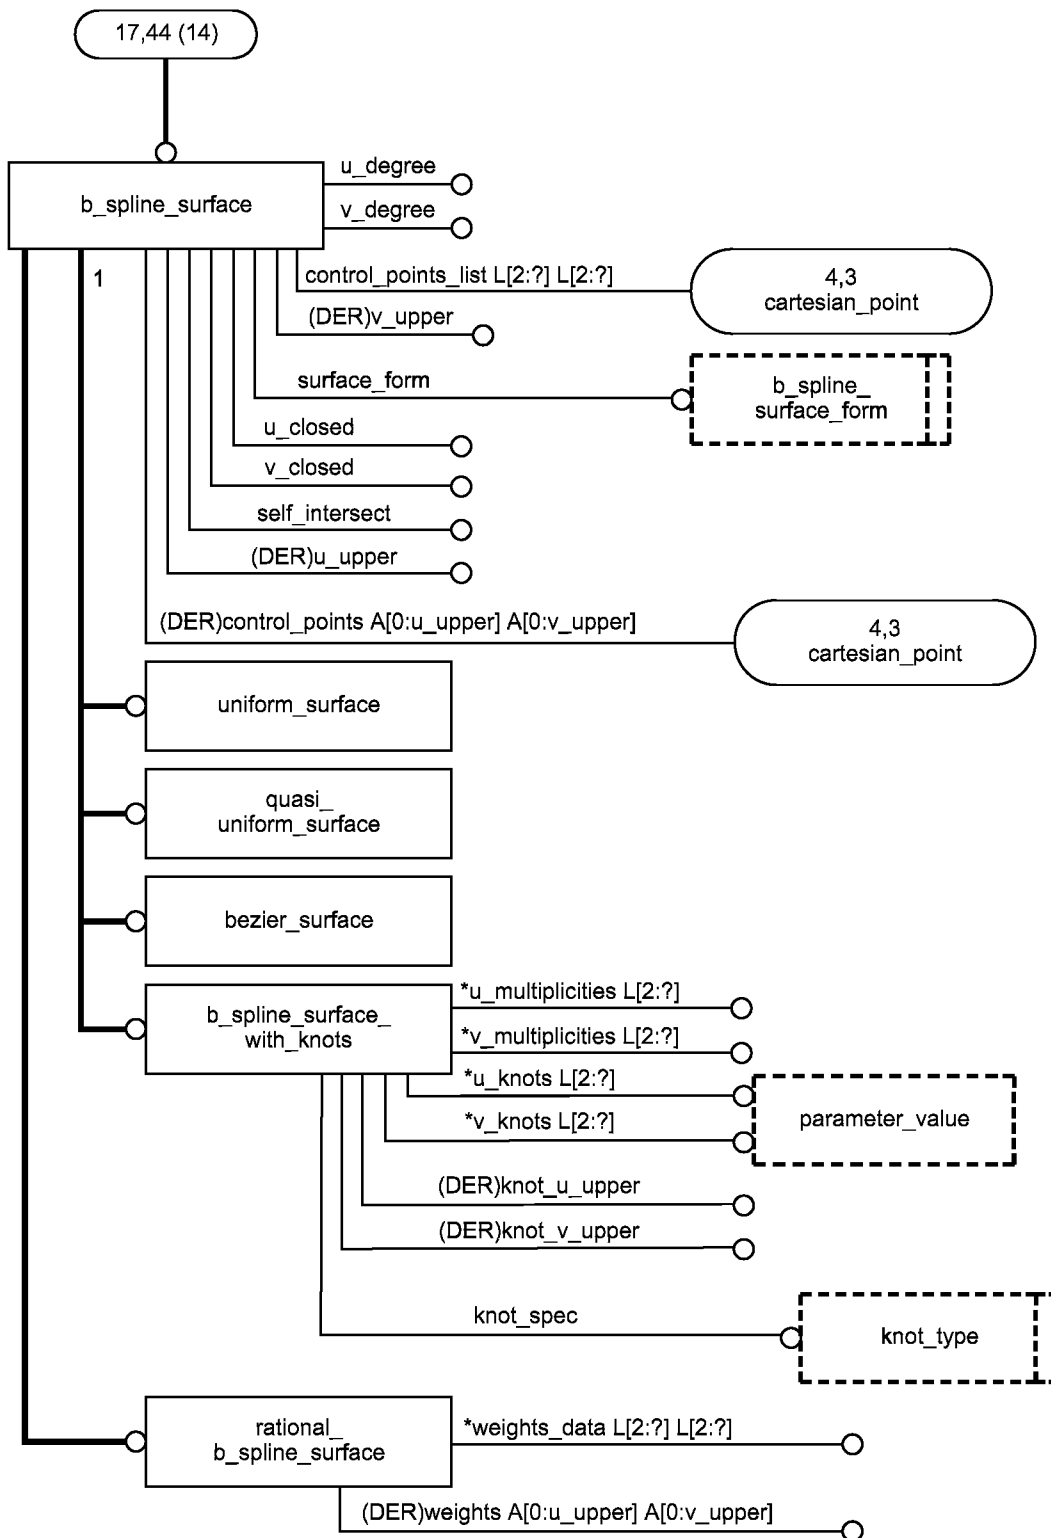 17,44 (14)
b_spline_surface
u_degree
v_degree
1
control_points_list L[2:?] L[2:?]
4,3
cartesian_point
(DER)v_upper
surface_form
b_spline_
surface_form
u_closed
v_closed
self_intersect
(DER)u_upper
(DER)control_points A[0:u_upper] A[0:v_upper]
4,3
cartesian_point
uniform_surface
quasi_
uniform_surface
bezier_surface
b_spline_surface_
with_knots
*u_multiplicities L[2:?]
*v_multiplicities L[2:?]
*u_knots L[2:?]
*v_knots L[2:?]
parameter_value
(DER)knot_u_upper
(DER)knot_v_upper
knot_spec
knot_type
rational_
b_spline_surface
*weights_data L[2:?] L[2:?]
(DER)weights A[0:u_upper] A[0:v_upper]